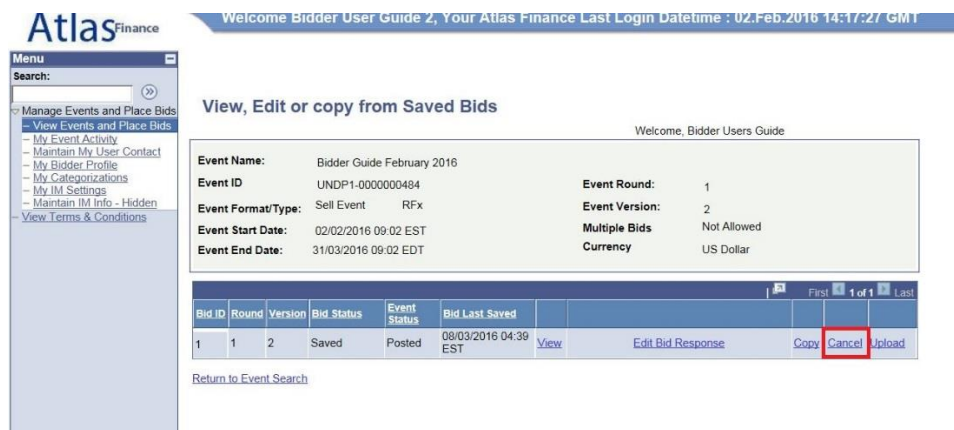 Atlas Finance
Welcome Bidder User Guide 2, Your Atlas Finance Last Login Datetime : 02.Feb.2016 14:17:27 GMT
Menu
Search:
Manage Events and Place Bids
– View Events and Place Bids
– My Event Activity
– Maintain My User Contact
– My Bidder Profile
– My Categorizations
– My IM Settings
– Maintain IM Info - Hidden
– View Terms & Conditions
View, Edit or copy from Saved Bids
Welcome, Bidder Users Guide
Event Name: Bidder Guide February 2016
Event ID UNDP1-0000000484 Event Round: 1
Event Format/Type: Sell Event RFx Event Version: 2
Event Start Date: 02/02/2016 09:02 EST Multiple Bids Not Allowed
Event End Date: 31/03/2016 09:02 EDT Currency US Dollar
First 1 of 1 Last
Bid ID Round Version Bid Status Event Status Bid Last Saved
1 1 2 Saved Posted 08/03/2016 04:39 EST View Edit Bid Response Copy Cancel Upload
Return to Event Search